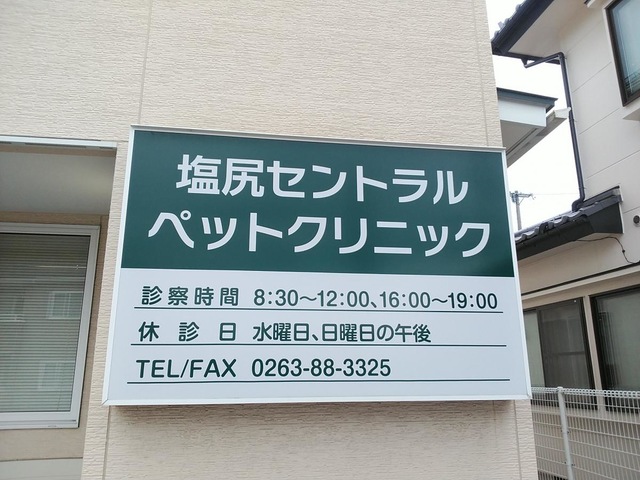 塩尻セントラル
ペットクリニック
診察時間 8:30～12:00、16:00～19:00
休診日 水曜日、日曜日の午後
TEL/FAX 0263-88-3325